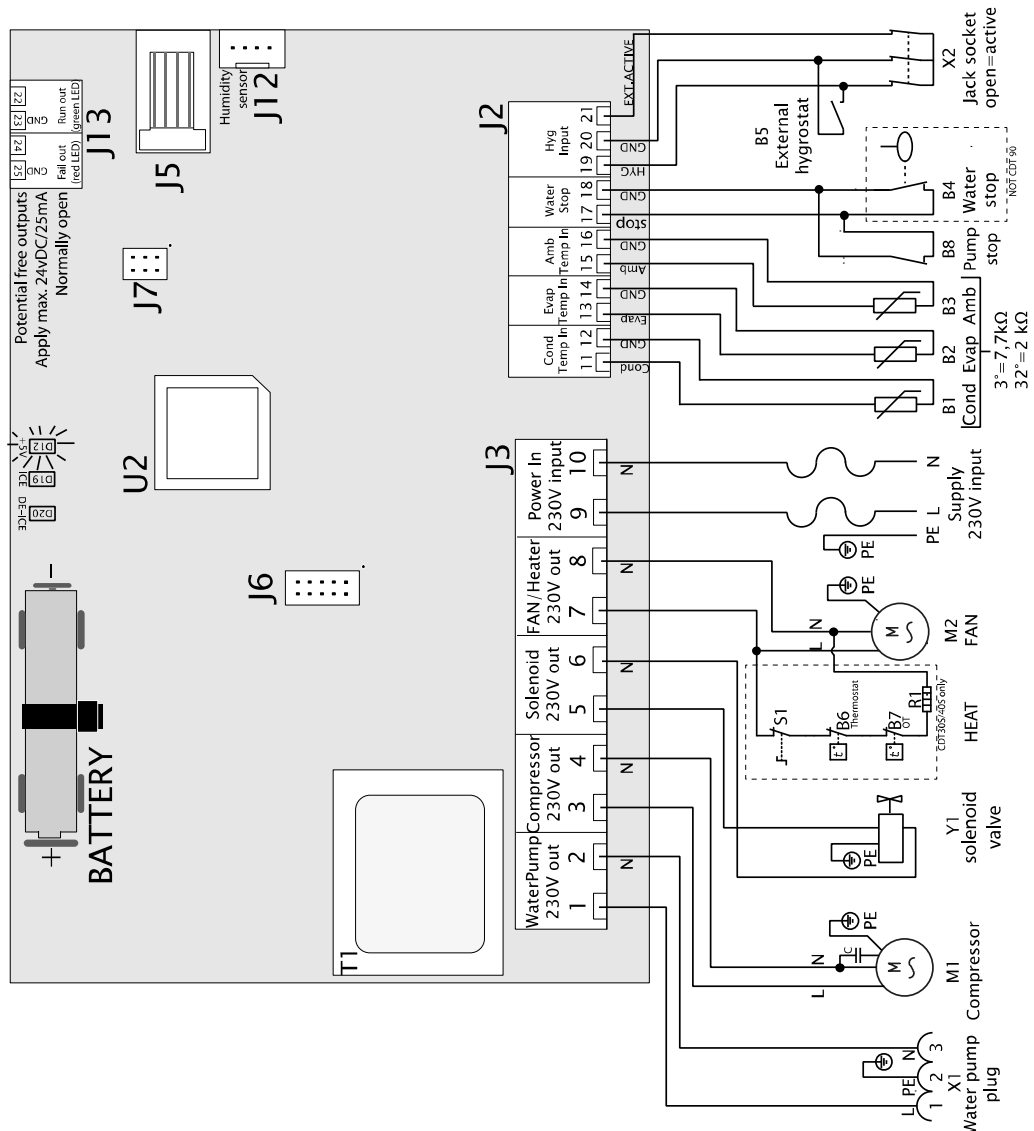 22
23
GND
Run out
(green LED)
24
25
GND
Fail out
(red LED)
J13
Potential free outputs
Apply max. 24vDC/25mA
Normally open
J5
Humidity
sensor
J12
J7
U2
+5V
D12
ICE
D19
DE-ICE
D20
J6
BATTERY
+
−
T1
J2
21
20
19
Hyg
Input
18
17
Water
Stop
16
15
Amb
Temp In
14
13
Evap
Temp In
12
11
Cond
Temp In
EXT.ACTIVE
GND
HYG
GND
stop
GND
Amb
GND
Evap
GND
Cond
J3
10
9
Power In
230V input
8
7
FAN/Heater
230V out
6
5
Solenoid
230V out
4
3
Compressor
230V out
2
1
WaterPump
230V out
N
N
N
N
N
X2
Jack socket
open=active
B5
External
hygrostat
B4
Water
stop
NOT CDT 90
B8
Pump
stop
B3
Amb
B2
Evap
B1
Cond
3°=7,7kΩ
32°=2 kΩ
N
L
PE
Supply
230V input
PE
PE
L
N
M
M2
FAN
S1
B6
Thermostat
t°
B7
OT
t°
R1
CDT30S/40S only
HEAT
PE
Y1
solenoid
valve
PE
L
N
C
M
M1
Compressor
L
PE
N
1
2
3
X1
Water pump
plug